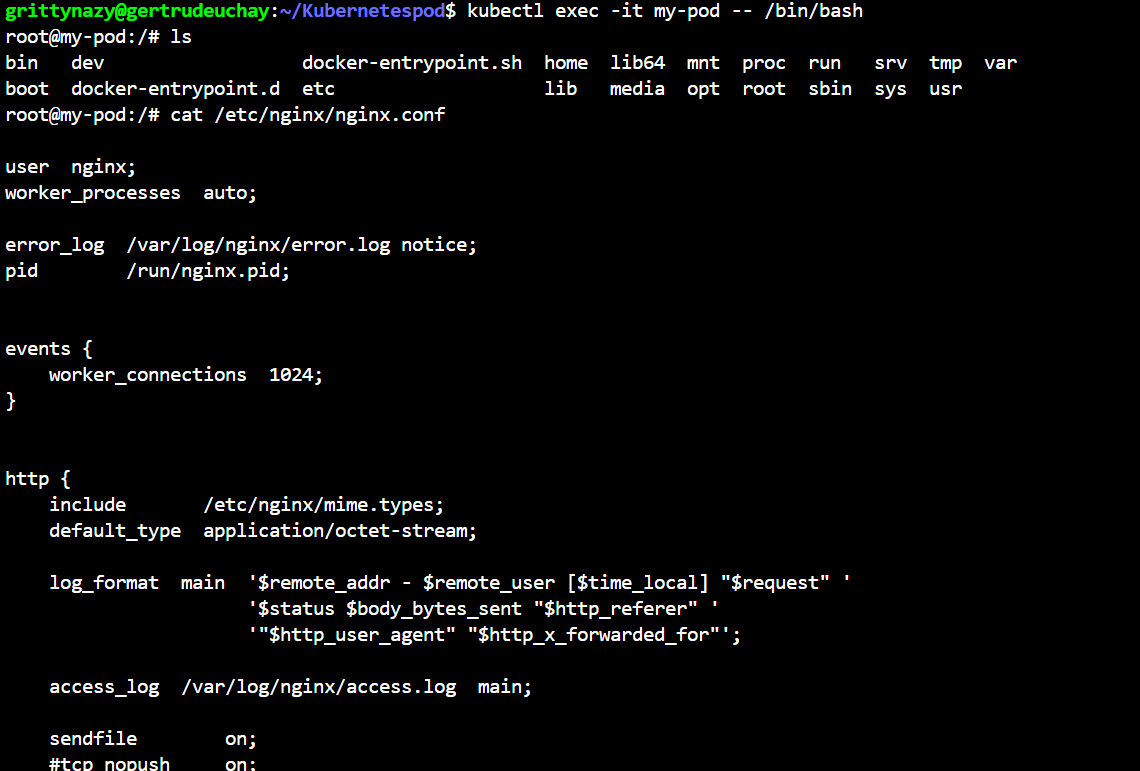 grittynazy@gertrudeuchay:~/Kubernetespod$ kubectl exec -it my-pod -- /bin/bash
root@my-pod:/# ls
bin   dev                  docker-entrypoint.sh  home  lib64  mnt  proc  run   srv  tmp  var
boot  docker-entrypoint.d  etc                   lib   media  opt  root  sbin  sys  usr
root@my-pod:/# cat /etc/nginx/nginx.conf

user  nginx;
worker_processes  auto;

error_log  /var/log/nginx/error.log notice;
pid        /run/nginx.pid;


events {
    worker_connections  1024;
}


http {
    include       /etc/nginx/mime.types;
    default_type  application/octet-stream;

    log_format  main  '$remote_addr - $remote_user [$time_local] "$request" '
                      '$status $body_bytes_sent "$http_referer" '
                      '"$http_user_agent" "$http_x_forwarded_for"';

    access_log  /var/log/nginx/access.log  main;

    sendfile        on;
    #tcp_nopush     on;